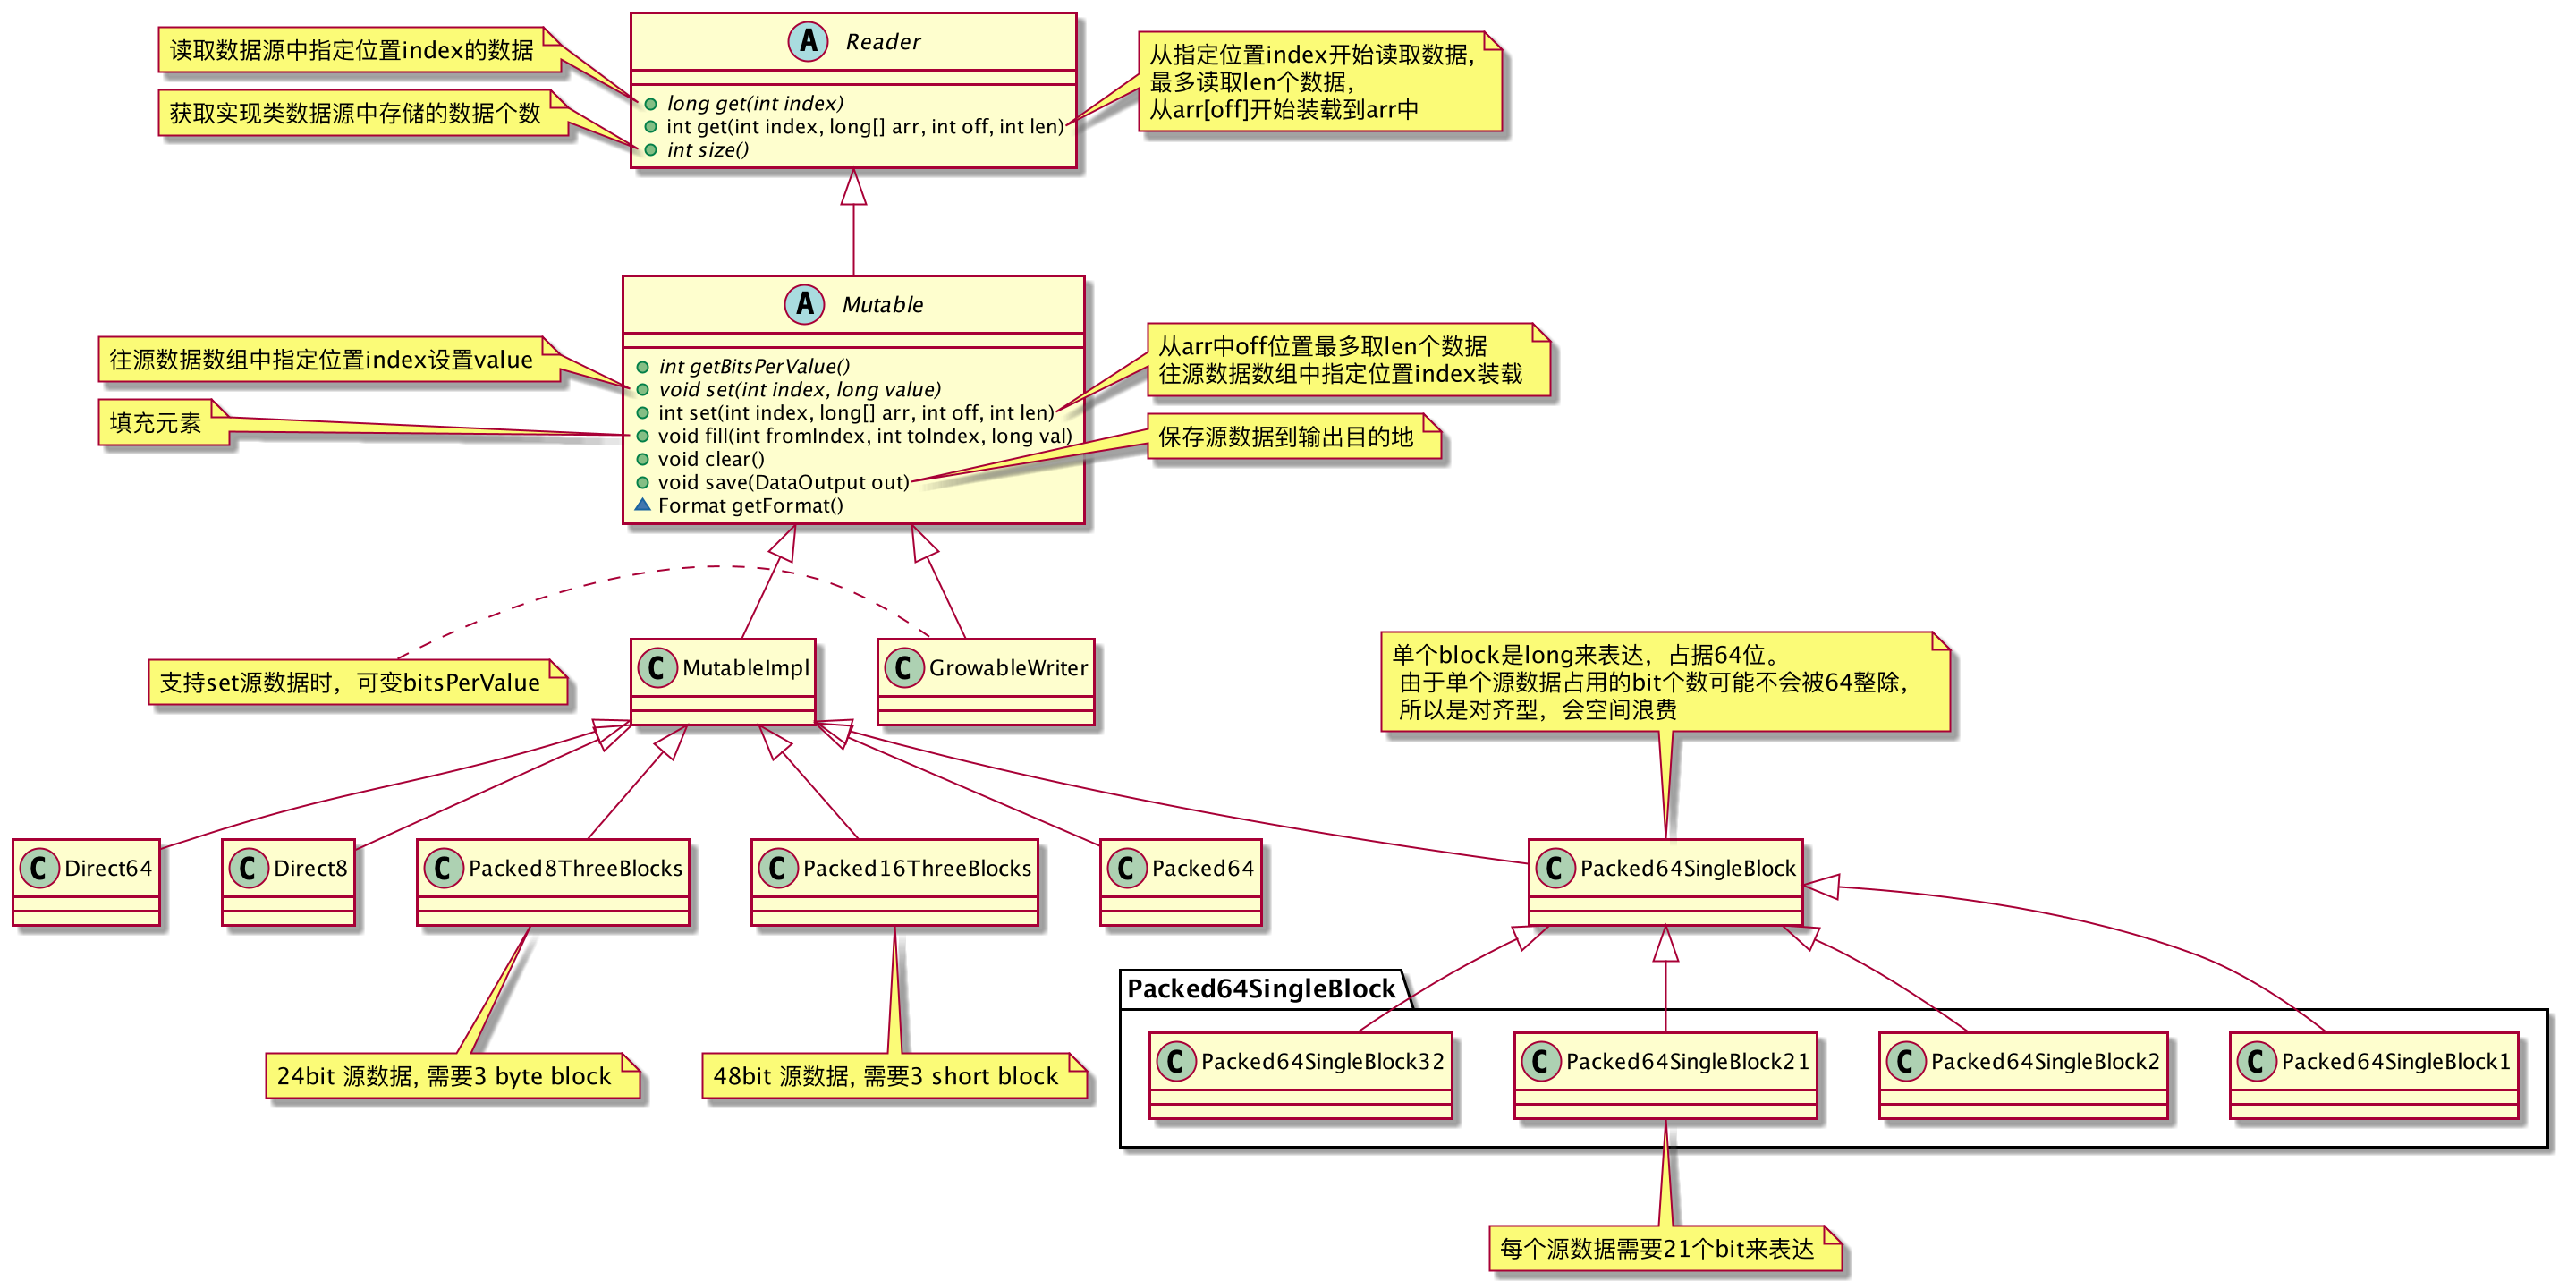 A Reader
读取数据源中指定位置index的数据
获取实现类数据源中存储的数据个数
long get(int index)
int get(int index, long[] arr, int off, int len)
int size()
从指定位置index开始读取数据,
最多读取len个数据,
从arr[off]开始装载到arr中
A Mutable
往源数据数组中指定位置index设置value
填充元素
int getBitsPerValue()
void set(int index, long value)
int set(int index, long[] arr, int off, int len)
void fill(int fromIndex, int toIndex, long val)
void clear()
void save(DataOutput out)
Format getFormat()
从arr中off位置最多取len个数据
往源数据数组中指定位置index装载
保存源数据到输出目的地
支持set源数据时，可变bitsPerValue
C MutableImpl
C GrowableWriter
单个block是long来表达，占据64位。
由于单个源数据占用的bit个数可能不会被64整除，
所以是对齐型，会空间浪费
C Direct64
C Direct8
C Packed8ThreeBlocks
C Packed16ThreeBlocks
C Packed64
C Packed64SingleBlock
Packed64SingleBlock
C Packed64SingleBlock32
C Packed64SingleBlock21
C Packed64SingleBlock2
C Packed64SingleBlock1
24bit 源数据, 需要3 byte block
48bit 源数据, 需要3 short block
每个源数据需要21个bit来表达